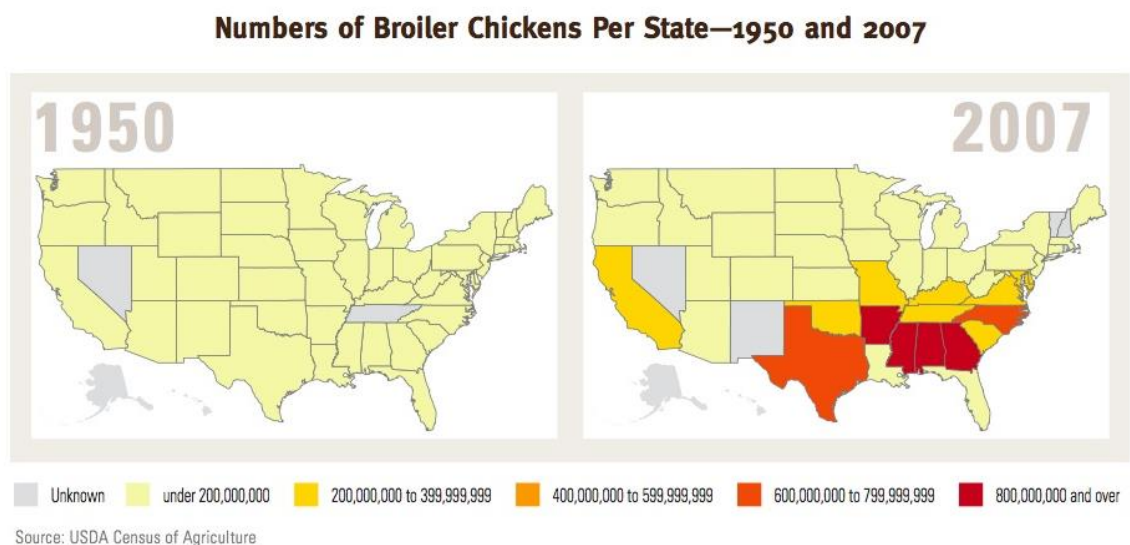 Numbers of Broiler Chickens Per State—1950 and 2007
1950
2007
Unknown
under 200,000,000
200,000,000 to 399,999,999
400,000,000 to 599,999,999
600,000,000 to 799,999,999
800,000,000 and over
Source: USDA Census of Agriculture